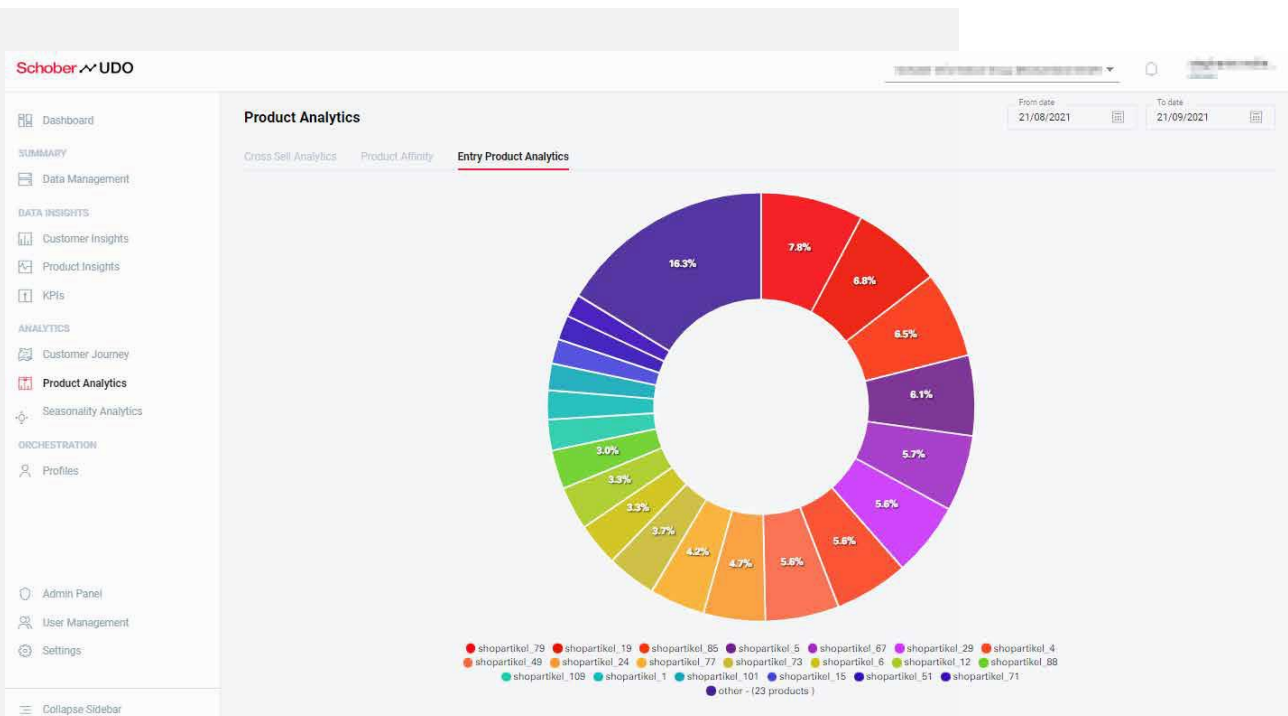 Schober UDO
From date
To date
21/08/2021
21/09/2021
Dashboard
SUMMARY
Data Management
DATA INSIGHTS
Customer Insights
Product Insights
KPIs
ANALYTICS
Customer Journey
Product Analytics
Seasonality Analytics
ORCHESTRATION
Profiles
Admin Panel
User Management
Settings
Collapse Sidebar
Product Analytics
Cross Sell Analytics Product Affinity Entry Product Analytics
7.8%
6.8%
6.5%
6.1%
5.7%
5.6%
5.6%
5.6%
4.7%
4.2%
3.7%
3.3%
3.3%
3.0%
16.3%
shopartikel_79 shopartikel_19 shopartikel_85 shopartikel_5 shopartikel_67 shopartikel_29 shopartikel_4
shopartikel_49 shopartikel_24 shopartikel_77 shopartikel_73 shopartikel_6 shopartikel_12 shopartikel_88
shopartikel_109 shopartikel_1 shopartikel_101 shopartikel_15 shopartikel_51 shopartikel_71
other - (23 products )